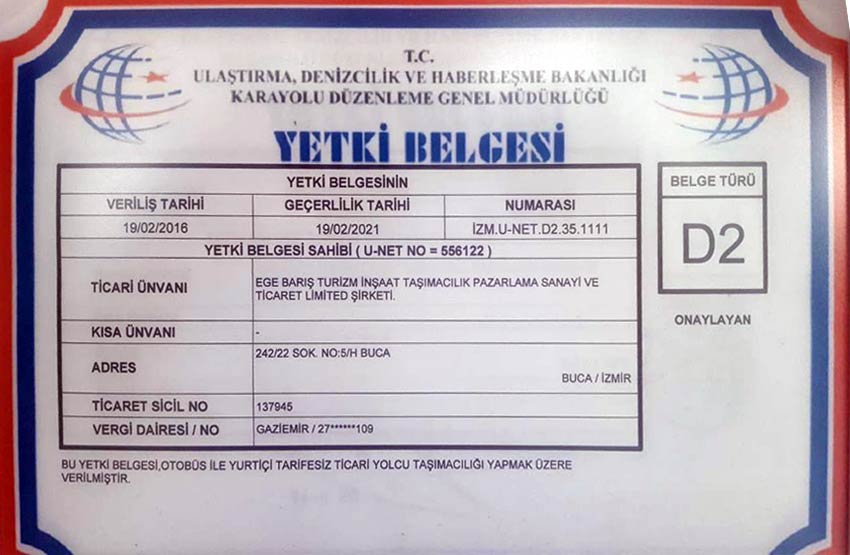 T.C.
ULAŞTIRMA, DENİZCİLİK VE HABERLEŞME BAKANLIĞI
KARAYOLU DÜZENLEME GENEL MÜDÜRLÜĞÜ
YETKİ BELGESİ
YETKİ BELGESİNİN
VERİLİŞ TARİHİ GEÇERLİLİK TARİHİ NUMARASI
19/02/2016 19/02/2021 İZM.U-NET.D2.35.1111
YETKİ BELGESİ SAHİBİ ( U-NET NO = 556122 )
TİCARİ ÜNVANI EGE BARIŞ TURİZM İNŞAAT TAŞIMACILIK PAZARLAMA SANAYİ VE
TİCARET LİMİTED ŞİRKETİ.
KISA ÜNVANI -
ADRES 242/22 SOK. NO:5/H BUCA
BUCA / İZMİR
TİCARET SİCİL NO 137945
VERGİ DAİRESİ / NO GAZİEMİR / 27******109
BU YETKİ BELGESİ,OTOBÜS İLE YURTİÇİ TARİFESİZ TİCARİ YOLCU TAŞIMACILIĞI YAPMAK ÜZERE
VERİLMİŞTİR.
BELGE TÜRÜ
D2
ONAYLAYAN